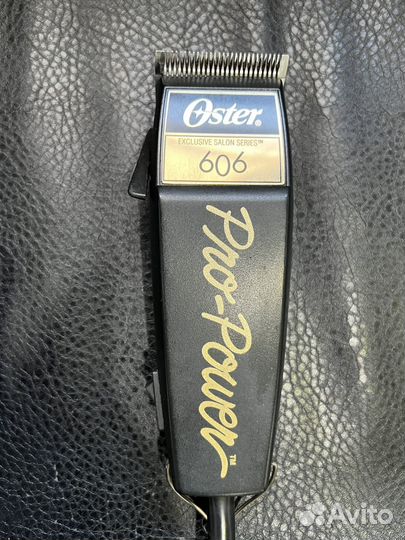 Oster®
EXCLUSIVE SALON SERIES™
606
Pro-Power™
Avito